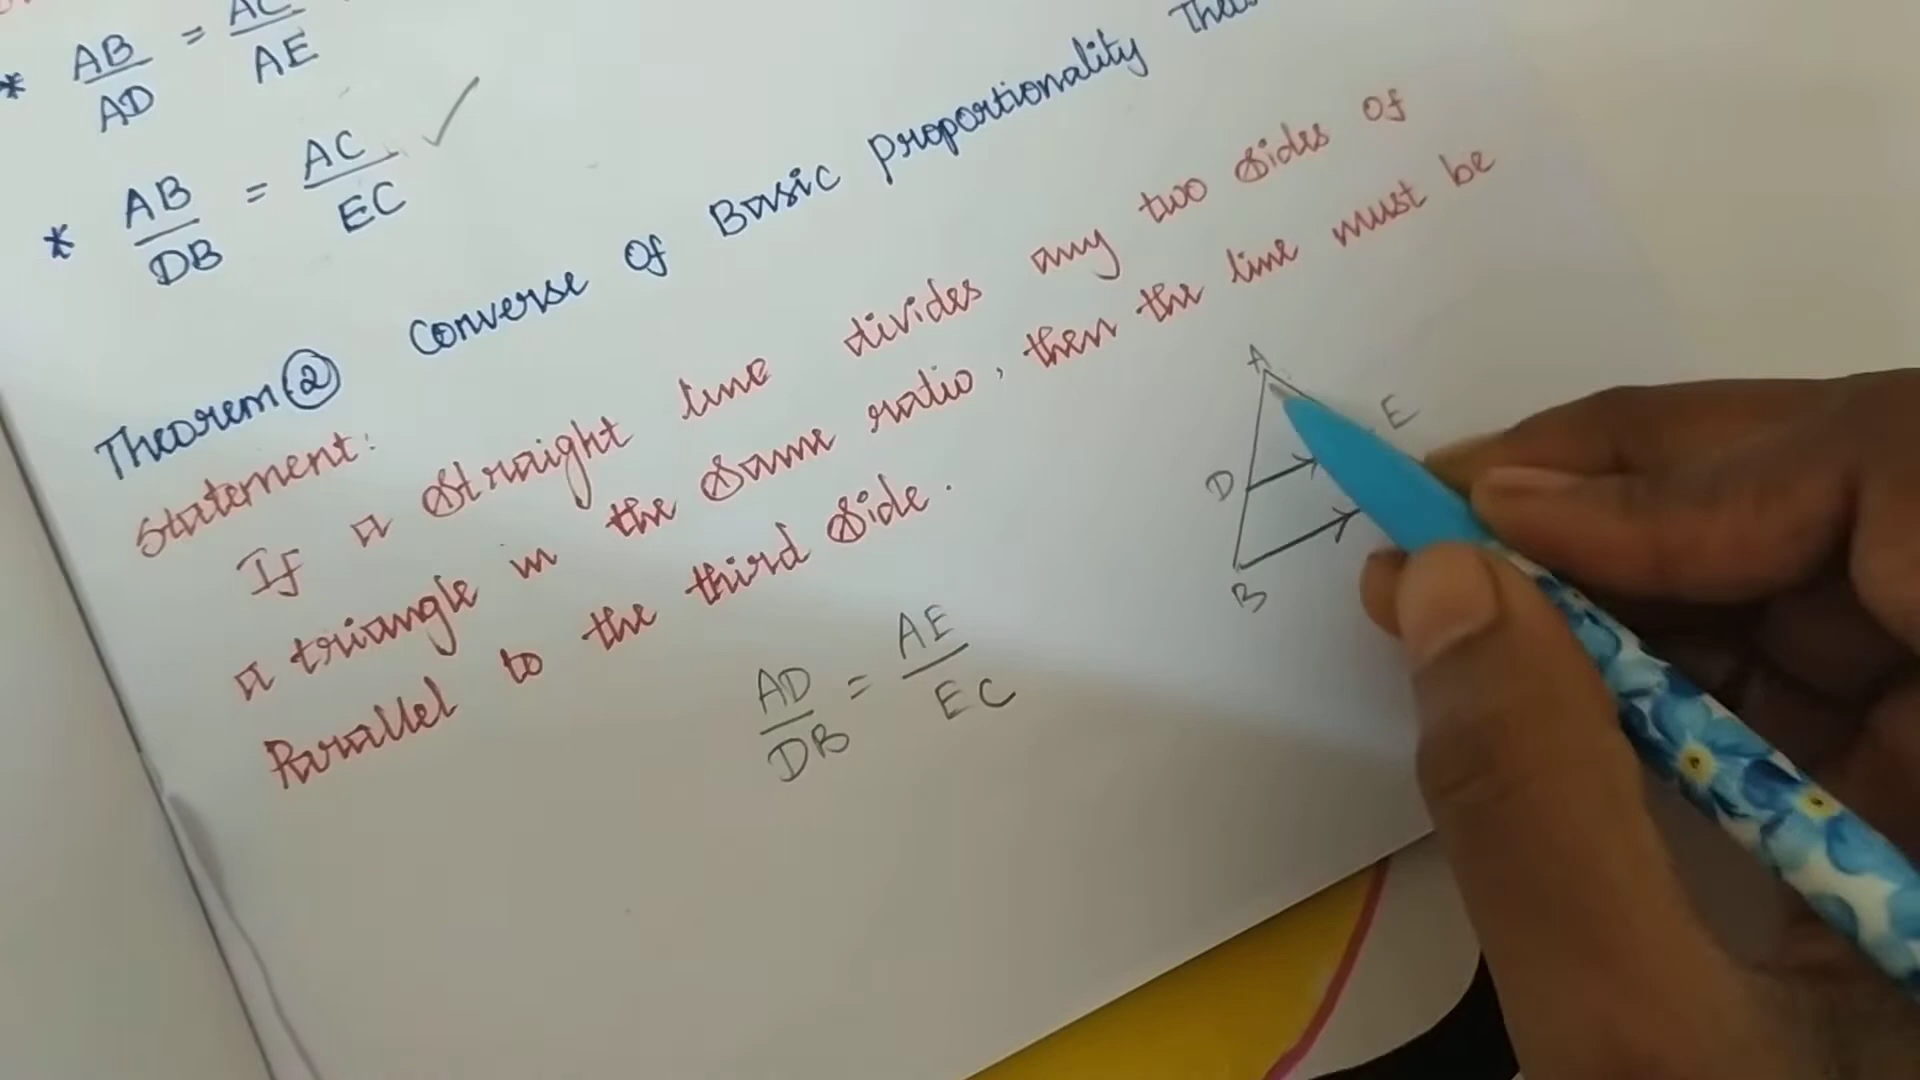 * AB/AD = AC/AE
* AB/DB = AC/EC ✓
Theorem ② Converse of Basic Proportionality
Statement:
If a straight line divides any two sides of
a triangle in the same ratio, then the line must be
Parallel to the third side.
AD/DB = AE/EC
A
E
D
B